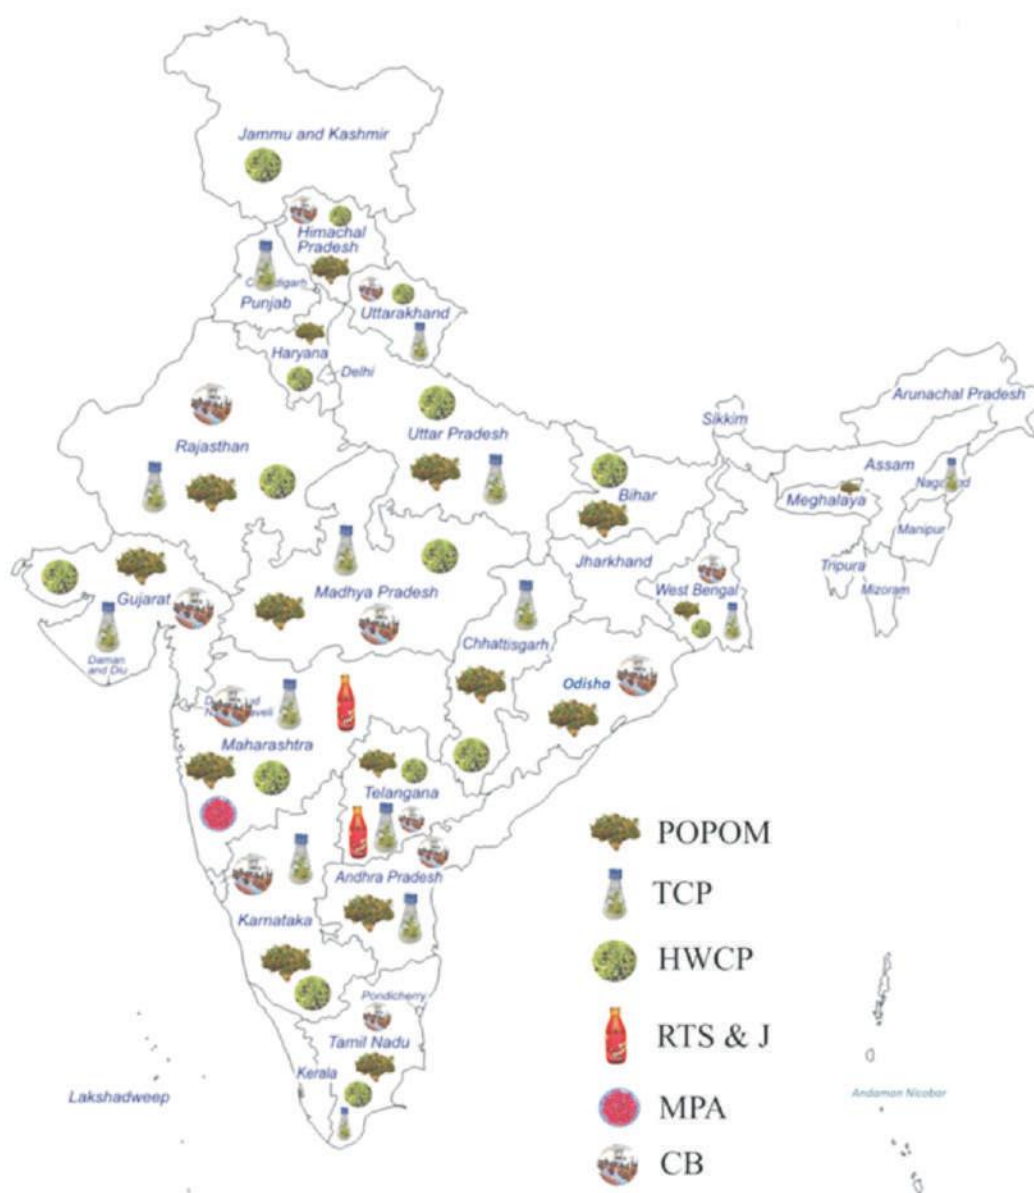 Jammu and Kashmir
Himachal
Pradesh
Punjab
Uttarakhand
Haryana
Delhi
Rajasthan
Uttar Pradesh
Sikkim
Arunachal Pradesh
Assam
Bihar
Meghalaya
Manipur
Jharkhand
Tripura
Mizoram
West Bengal
Gujarat
Madhya Pradesh
Chhattisgarh
Daman
and Diu
Odisha
Maharashtra
Telangana
POPOM
Andhra Pradesh
TCP
Karnataka
HWCP
Pondicherry
RTS & J
Tamil Nadu
Kerala
Lakshadweep
Andaman Nicobar
MPA
CB